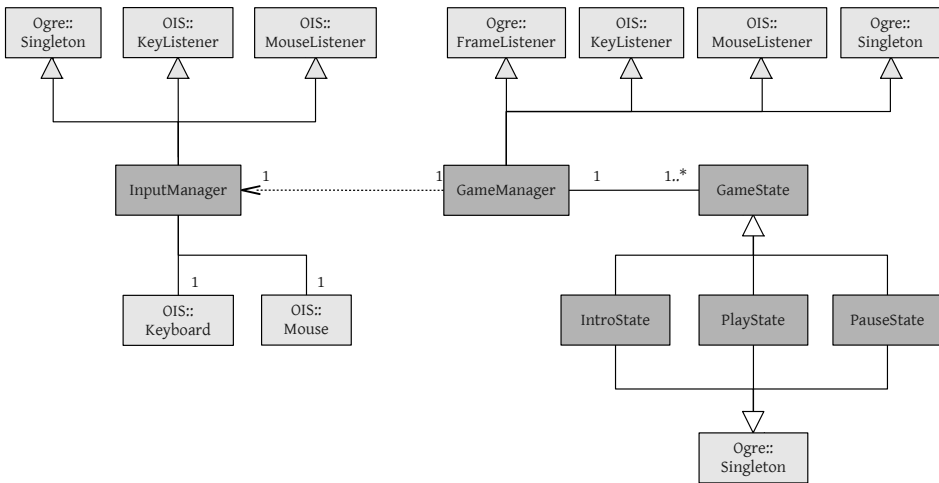 Ogre::
Singleton
OIS::
KeyListener
OIS::
MouseListener
Ogre::
FrameListener
OIS::
KeyListener
OIS::
MouseListener
Ogre::
Singleton
InputManager
1
1
GameManager
1
1..*
GameState
1
1
OIS::
Keyboard
OIS::
Mouse
IntroState
PlayState
PauseState
Ogre::
Singleton